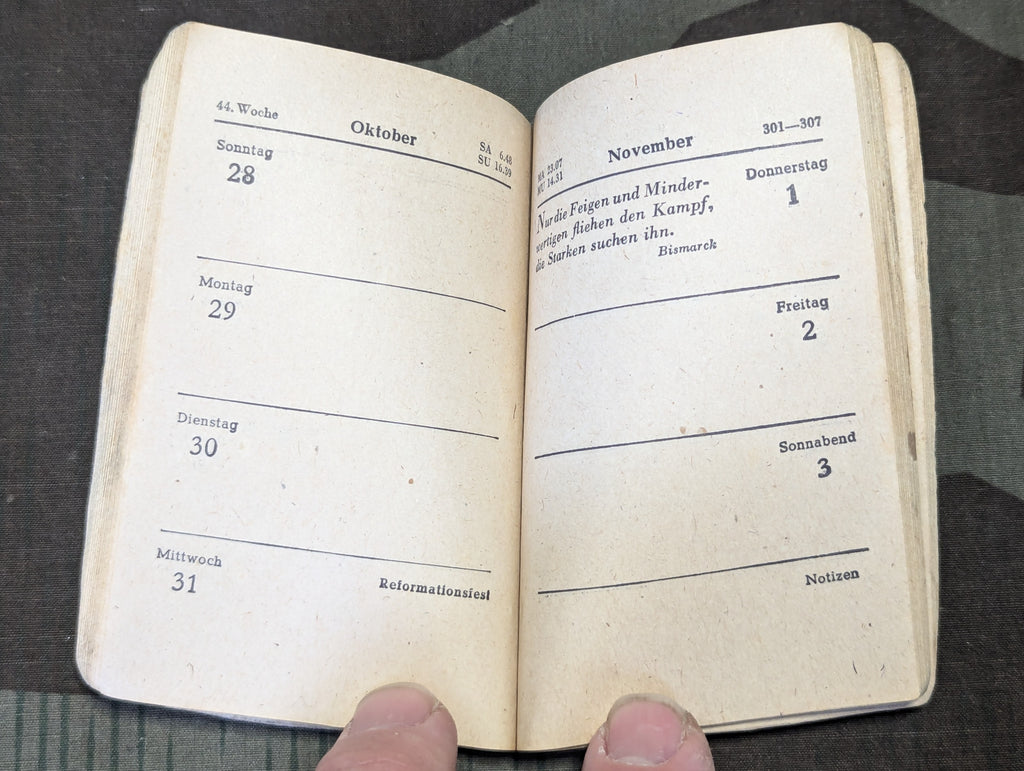 44. Woche
Oktober
SA 6.48
SU 16.39
Sonntag
28
Montag
29
Dienstag
30
Mittwoch
31
Reformationsfest
MA 23.07
MU 14.31
November
301—307
Donnerstag
1
Nur die Feigen und Minder-
wertigen fliehen den Kampf,
die Starken suchen ihn.
Bismarck
Freitag
2
Sonnabend
3
Notizen